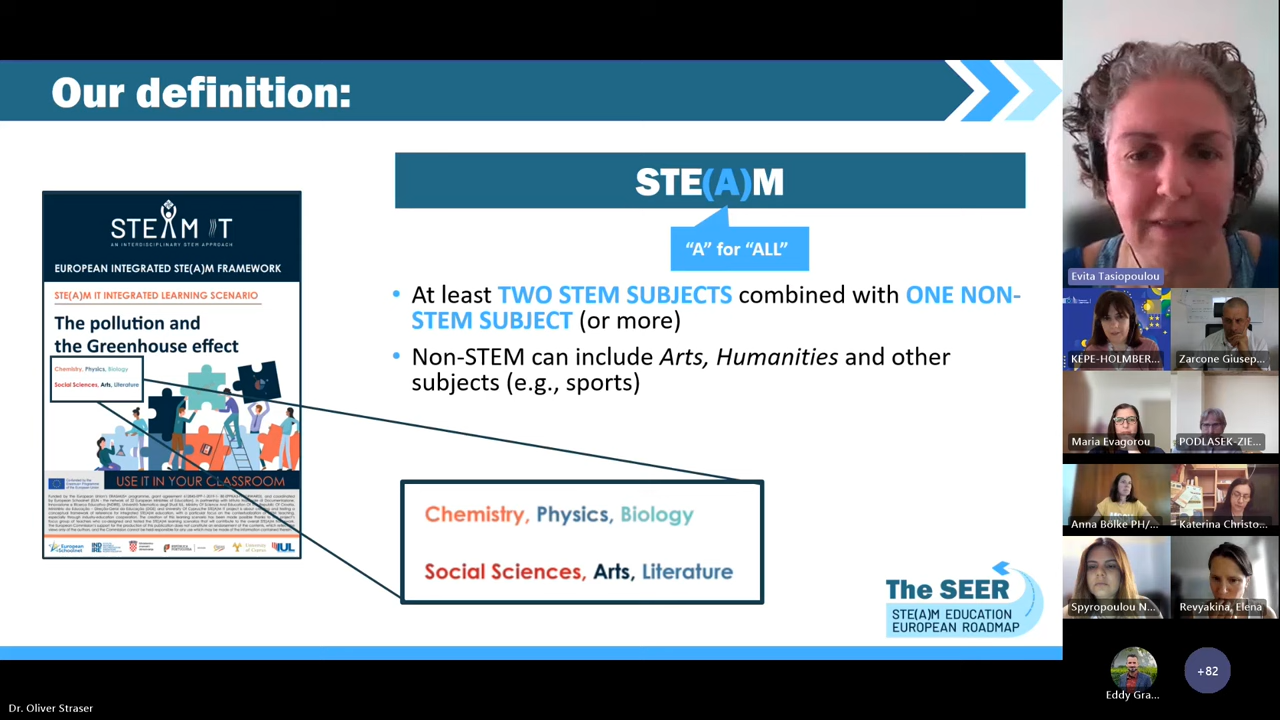 Our definition:
STE(A)M
"A" for "ALL"
• At least TWO STEM SUBJECTS combined with ONE NON-
STEM SUBJECT (or more)
• Non-STEM can include Arts, Humanities and other
subjects (e.g., sports)
STEAM IT
AN INTERDISCIPLINARY STEM APPROACH
EUROPEAN INTEGRATED STE(A)M FRAMEWORK
STE(A)M IT INTEGRATED LEARNING SCENARIO
The pollution and
the Greenhouse effect
Chemistry, Physics, Biology
Social Sciences, Arts, Literature
USE IT IN YOUR CLASSROOM
European
Schoolnet
IUL
Chemistry, Physics, Biology
Social Sciences, Arts, Literature
The SEER
STE(A)M EDUCATION
EUROPEAN ROADMAP
Evita Tasiopoulou
KEPE-HOLMBER...
Zarcone Giusep...
Maria Evagorou
PODLASEK-ZIE...
Anna Bölke PH/...
Katerina Christo...
Spyropoulou N...
Revyakina, Elena
Eddy Gra...
+82
Dr. Oliver Straser